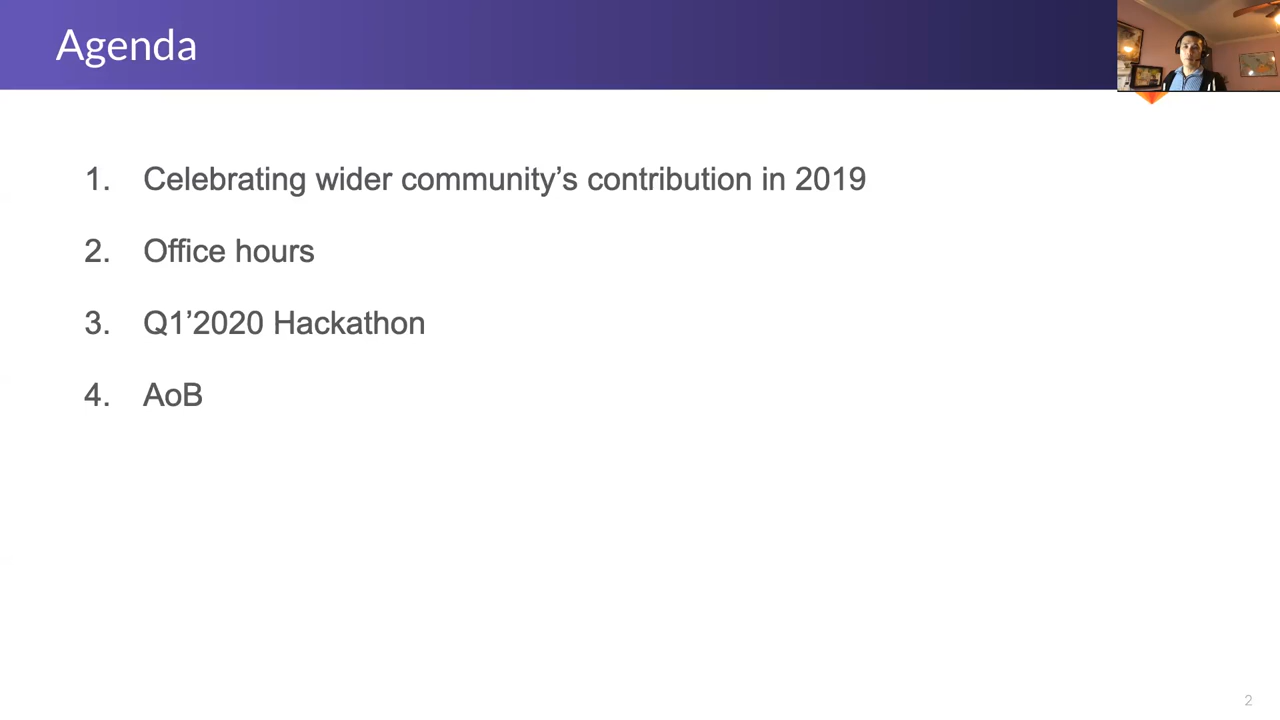 Agenda
1. Celebrating wider community’s contribution in 2019
2. Office hours
3. Q1’2020 Hackathon
4. AoB
2